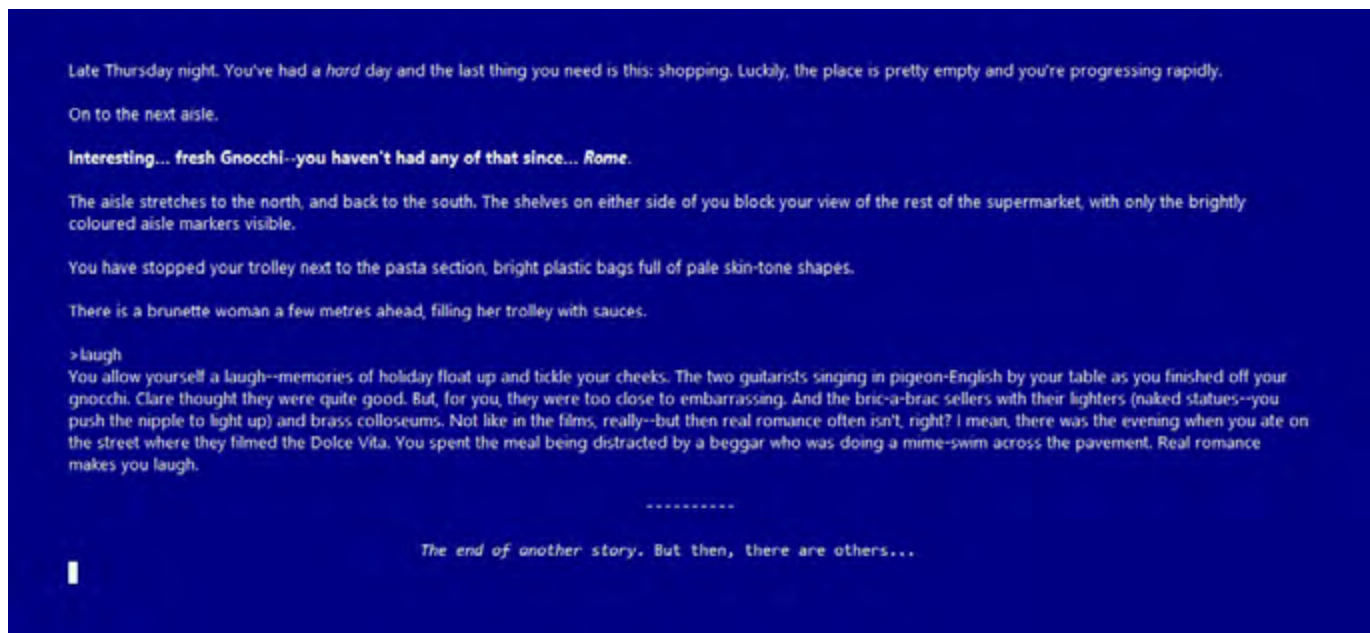 Late Thursday night. You've had a hard day and the last thing you need is this: shopping. Luckily, the place is pretty empty and you're progressing rapidly.
On to the next aisle.
Interesting... fresh Gnocchi--you haven't had any of that since... Rome.
The aisle stretches to the north, and back to the south. The shelves on either side of you block your view of the rest of the supermarket, with only the brightly
coloured aisle markers visible.
You have stopped your trolley next to the pasta section, bright plastic bags full of pale skin-tone shapes.
There is a brunette woman a few metres ahead, filling her trolley with sauces.
>laugh
You allow yourself a laugh--memories of holiday float up and tickle your cheeks. The two guitarists singing in pigeon-English by your table as you finished off your
gnocchi. Clare thought they were quite good. But, for you, they were too close to embarrassing. And the bric-a-brac sellers with their lighters (naked statues--you
push the nipple to light up) and brass colloseums. Not like in the films, really--but then real romance often isn't, right? I mean, there was the evening when you ate on
the street where they filmed the Dolce Vita. You spent the meal being distracted by a beggar who was doing a mime-swim across the pavement. Real romance
makes you laugh.
----------
The end of another story. But then, there are others...